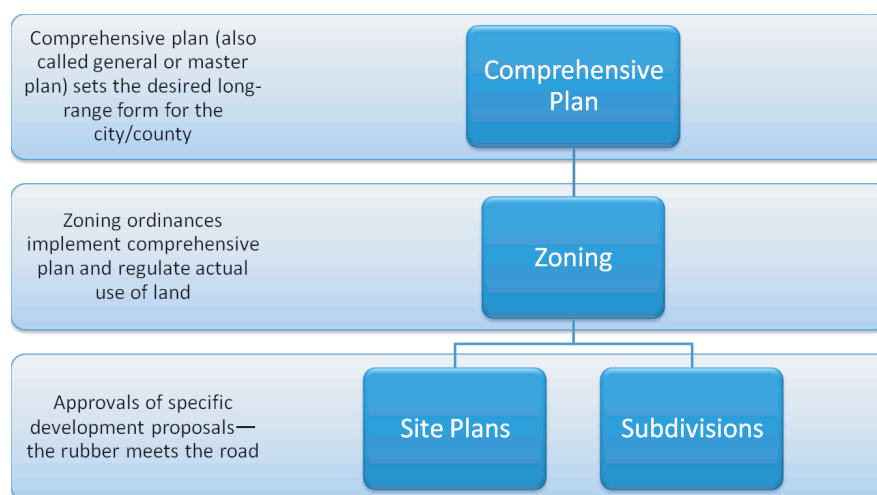 Comprehensive plan (also
called general or master
plan) sets the desired long-
range form for the
city/county
Comprehensive
Plan
Zoning ordinances
implement comprehensive
plan and regulate actual
use of land
Zoning
Approvals of specific
development proposals—
the rubber meets the road
Site Plans
Subdivisions